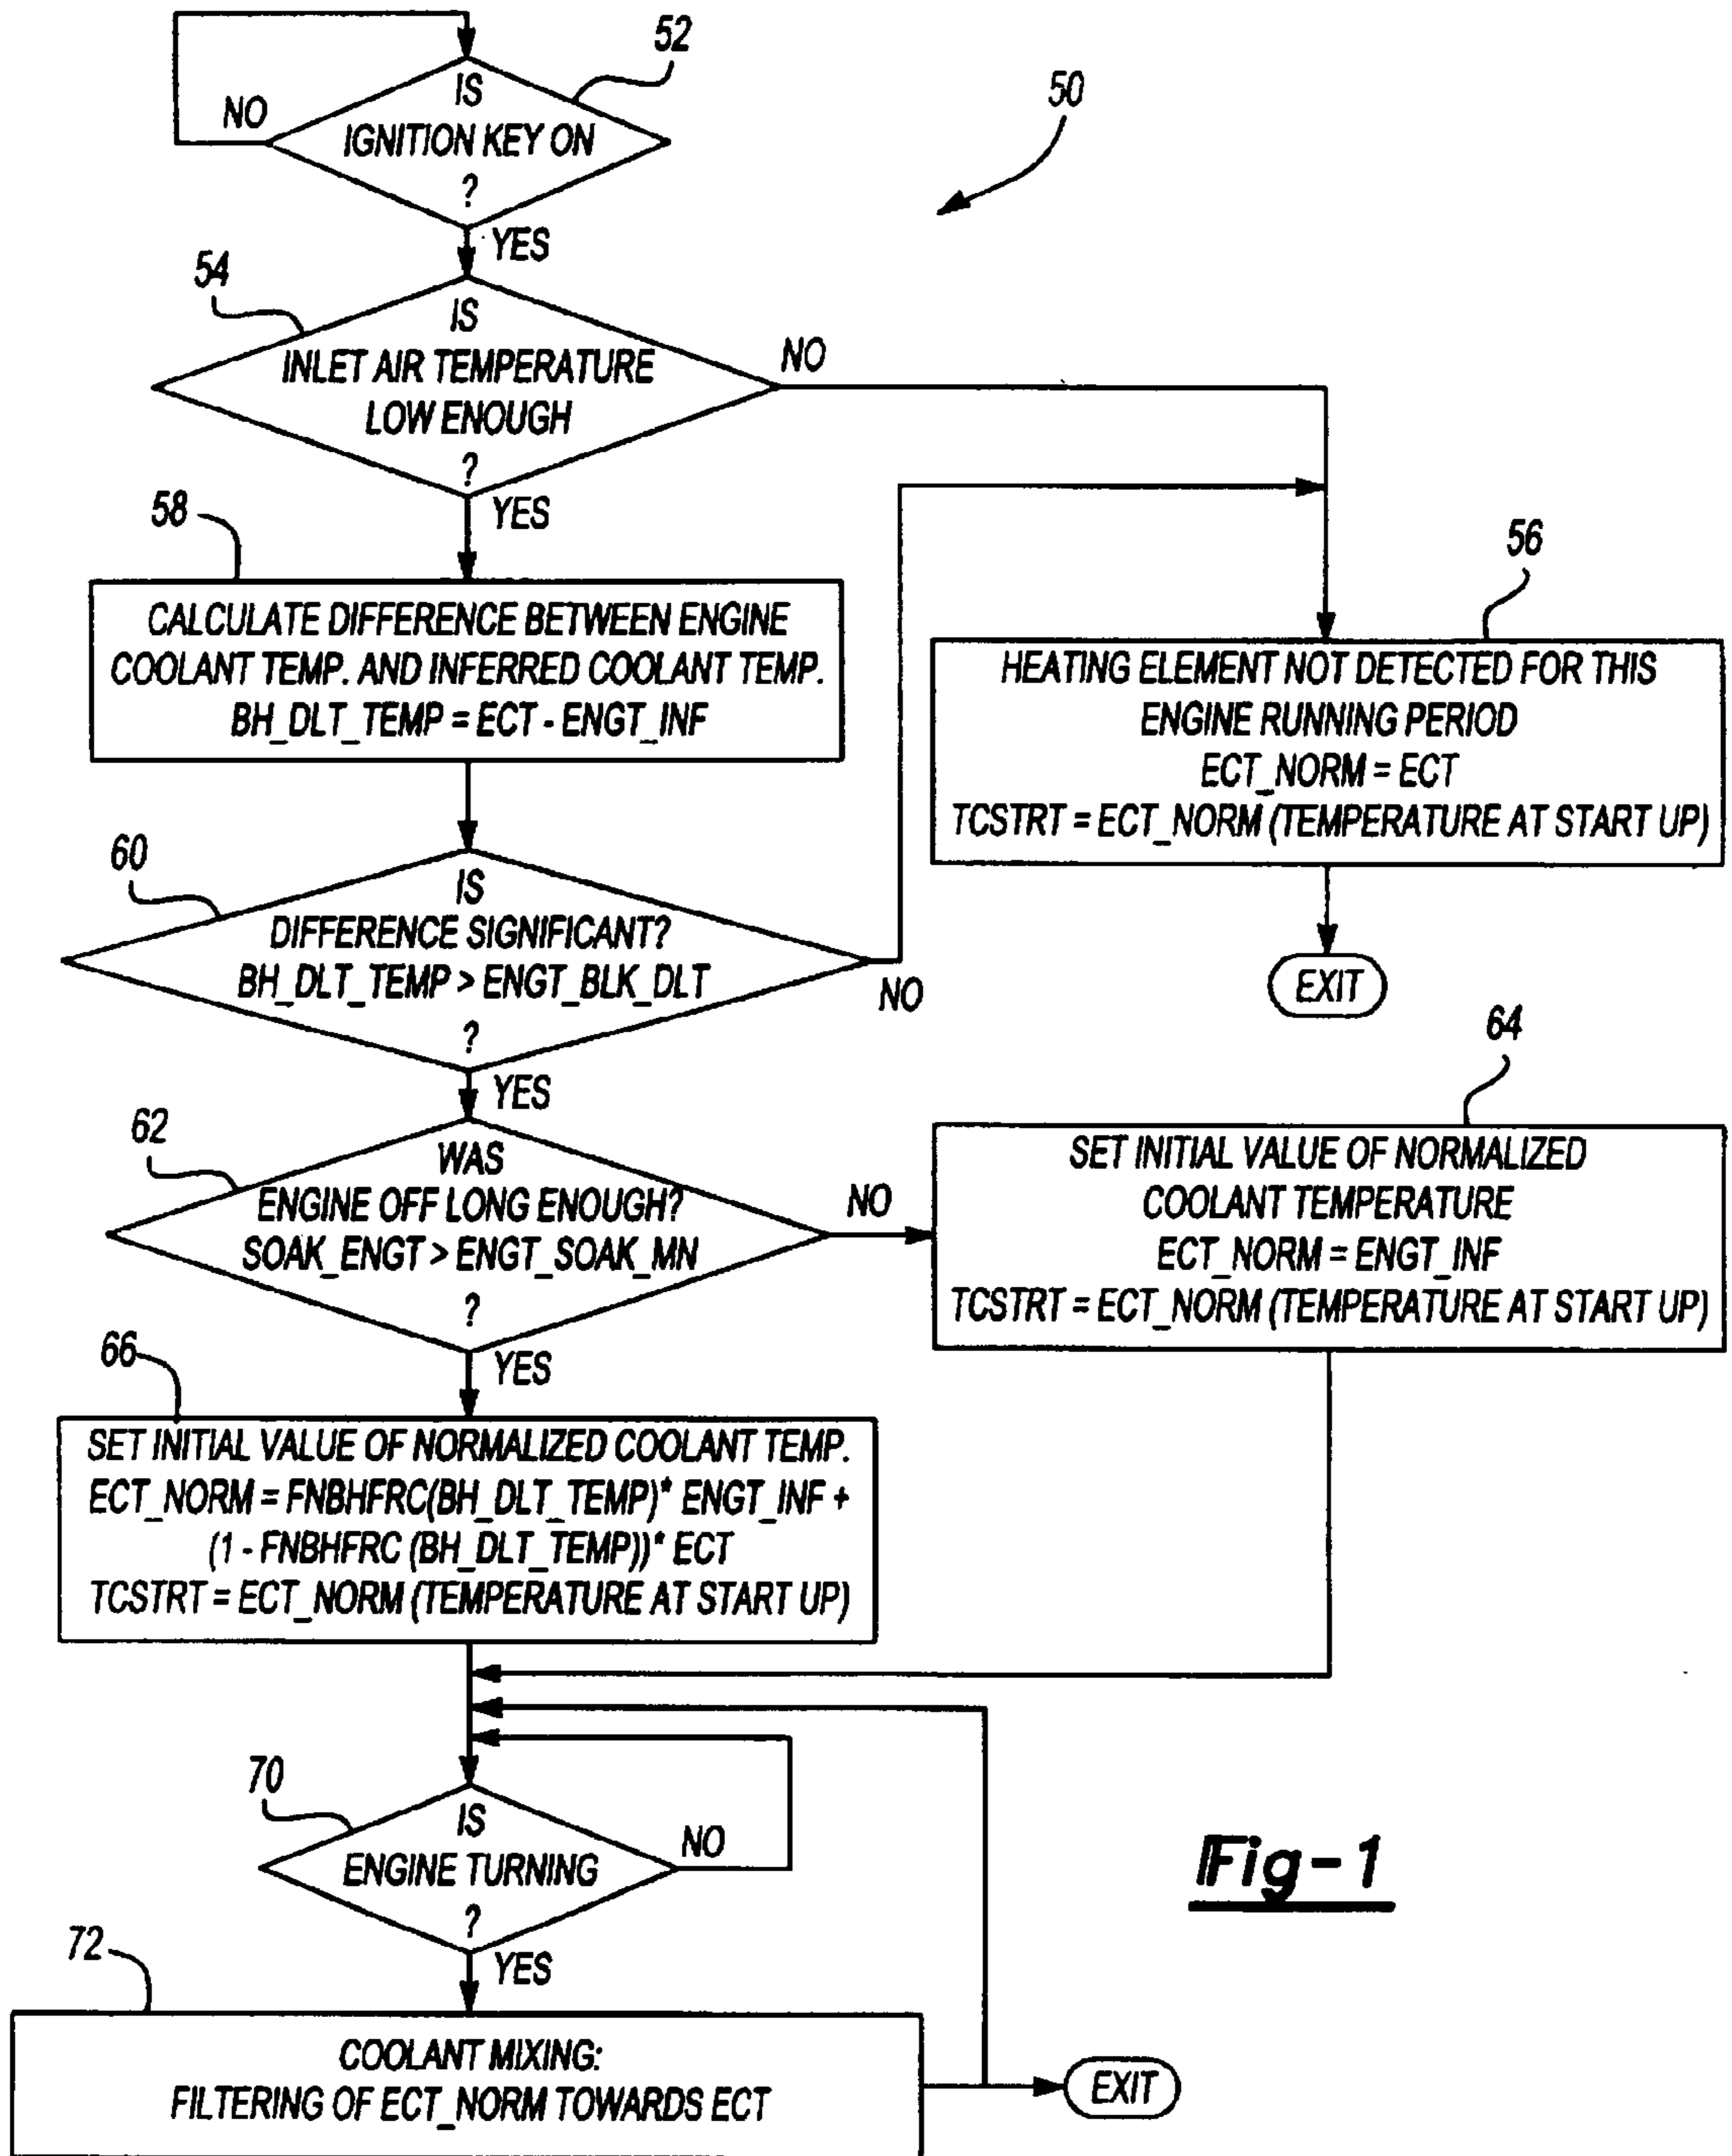 52
IS
IGNITION KEY ON
?
NO
YES
50
54
IS
INLET AIR TEMPERATURE
LOW ENOUGH
?
NO
YES
58
CALCULATE DIFFERENCE BETWEEN ENGINE
COOLANT TEMP. AND INFERRED COOLANT TEMP.
BH_DLT_TEMP = ECT - ENGT_INF
56
HEATING ELEMENT NOT DETECTED FOR THIS
ENGINE RUNNING PERIOD
ECT_NORM = ECT
TCSTRT = ECT_NORM (TEMPERATURE AT START UP)
EXIT
60
IS
DIFFERENCE SIGNIFICANT?
BH_DLT_TEMP > ENGT_BLK_DLT
?
NO
YES
62
WAS
ENGINE OFF LONG ENOUGH?
SOAK_ENGT > ENGT_SOAK_MN
?
NO
YES
64
SET INITIAL VALUE OF NORMALIZED
COOLANT TEMPERATURE
ECT_NORM = ENGT_INF
TCSTRT = ECT_NORM (TEMPERATURE AT START UP)
66
SET INITIAL VALUE OF NORMALIZED COOLANT TEMP.
ECT_NORM = FNBHFRC(BH_DLT_TEMP)* ENGT_INF +
(1 - FNBHFRC (BH_DLT_TEMP))* ECT
TCSTRT = ECT_NORM (TEMPERATURE AT START UP)
70
IS
ENGINE TURNING
?
NO
YES
72
COOLANT MIXING:
FILTERING OF ECT_NORM TOWARDS ECT
EXIT
Fig-1